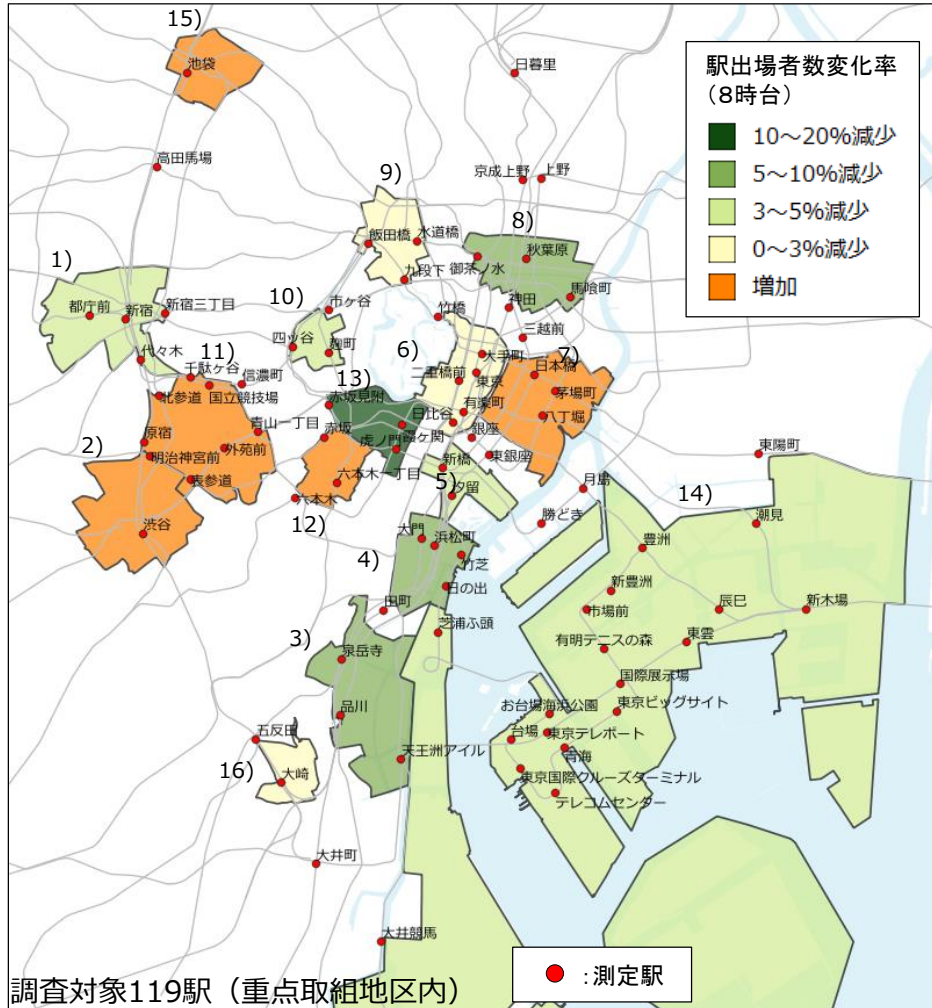 15)
池袋
日暮里
駅出場者数変化率
(8時台)
10～20%減少
5～10%減少
3～5%減少
0～3%減少
増加
高田馬場
京成上野
上野
9)
飯田橋
水道橋
8)
秋葉原
御茶ノ水
九段下
馬喰町
1)
都庁前
新宿
新宿三丁目
代々木
10)
市ヶ谷
四ッ谷
麹町
竹橋
神田
三越前
6)
大手町
二重橋前
東京
7)
日本橋
茅場町
八丁堀
11)
千駄ヶ谷
信濃町
国立競技場
北参道
13)
赤坂見附
日比谷
有楽町
霞ヶ関
虎ノ門
銀座
東銀座
青山一丁目
赤坂
2)
原宿
明治神宮前
外苑前
表参道
渋谷
六本木一丁目
六本木
12)
新橋
5)
汐留
東陽町
月島
勝どき
14)
潮見
豊洲
4)
大門
浜松町
竹芝
日の出
新豊洲
市場前
辰巳
新木場
田町
芝浦ふ頭
有明テニスの森
東雲
3)
泉岳寺
国際展示場
品川
お台場海浜公園
東京ビッグサイト
台場
東京テレポート
青海
五反田
天王洲アイル
東京国際クルーズターミナル
16)
大崎
テレコムセンター
大井町
大井競馬
調査対象119駅（重点取組地区内）
:測定駅